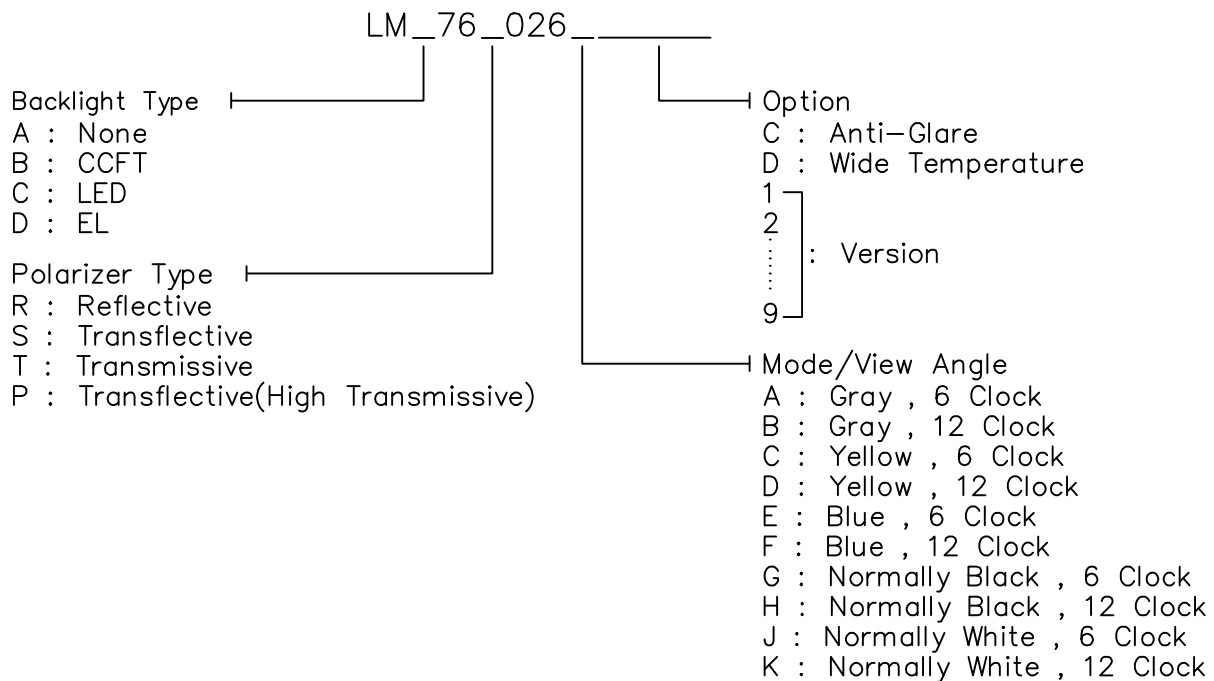 LM_76_026_______
Backlight Type
A : None
B : CCFT
C : LED
D : EL
Polarizer Type
R : Reflective
S : Transflective
T : Transmissive
P : Transflective(High Transmissive)
Option
C : Anti-Glare
D : Wide Temperature
1
2
: Version
9
Mode/View Angle
A : Gray , 6 Clock
B : Gray , 12 Clock
C : Yellow , 6 Clock
D : Yellow , 12 Clock
E : Blue , 6 Clock
F : Blue , 12 Clock
G : Normally Black , 6 Clock
H : Normally Black , 12 Clock
J : Normally White , 6 Clock
K : Normally White , 12 Clock